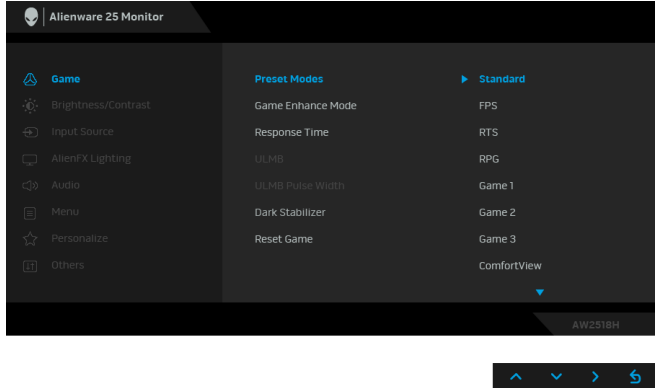 Alienware 25 Monitor
Game Preset Modes Standard
Brightness/Contrast Game Enhance Mode FPS
Input Source Response Time RTS
AlienFX Lighting ULMB RPG
Audio ULMB Pulse Width Game 1
Menu Dark Stabilizer Game 2
Personalize Reset Game Game 3
Others ComfortView
AW2518H